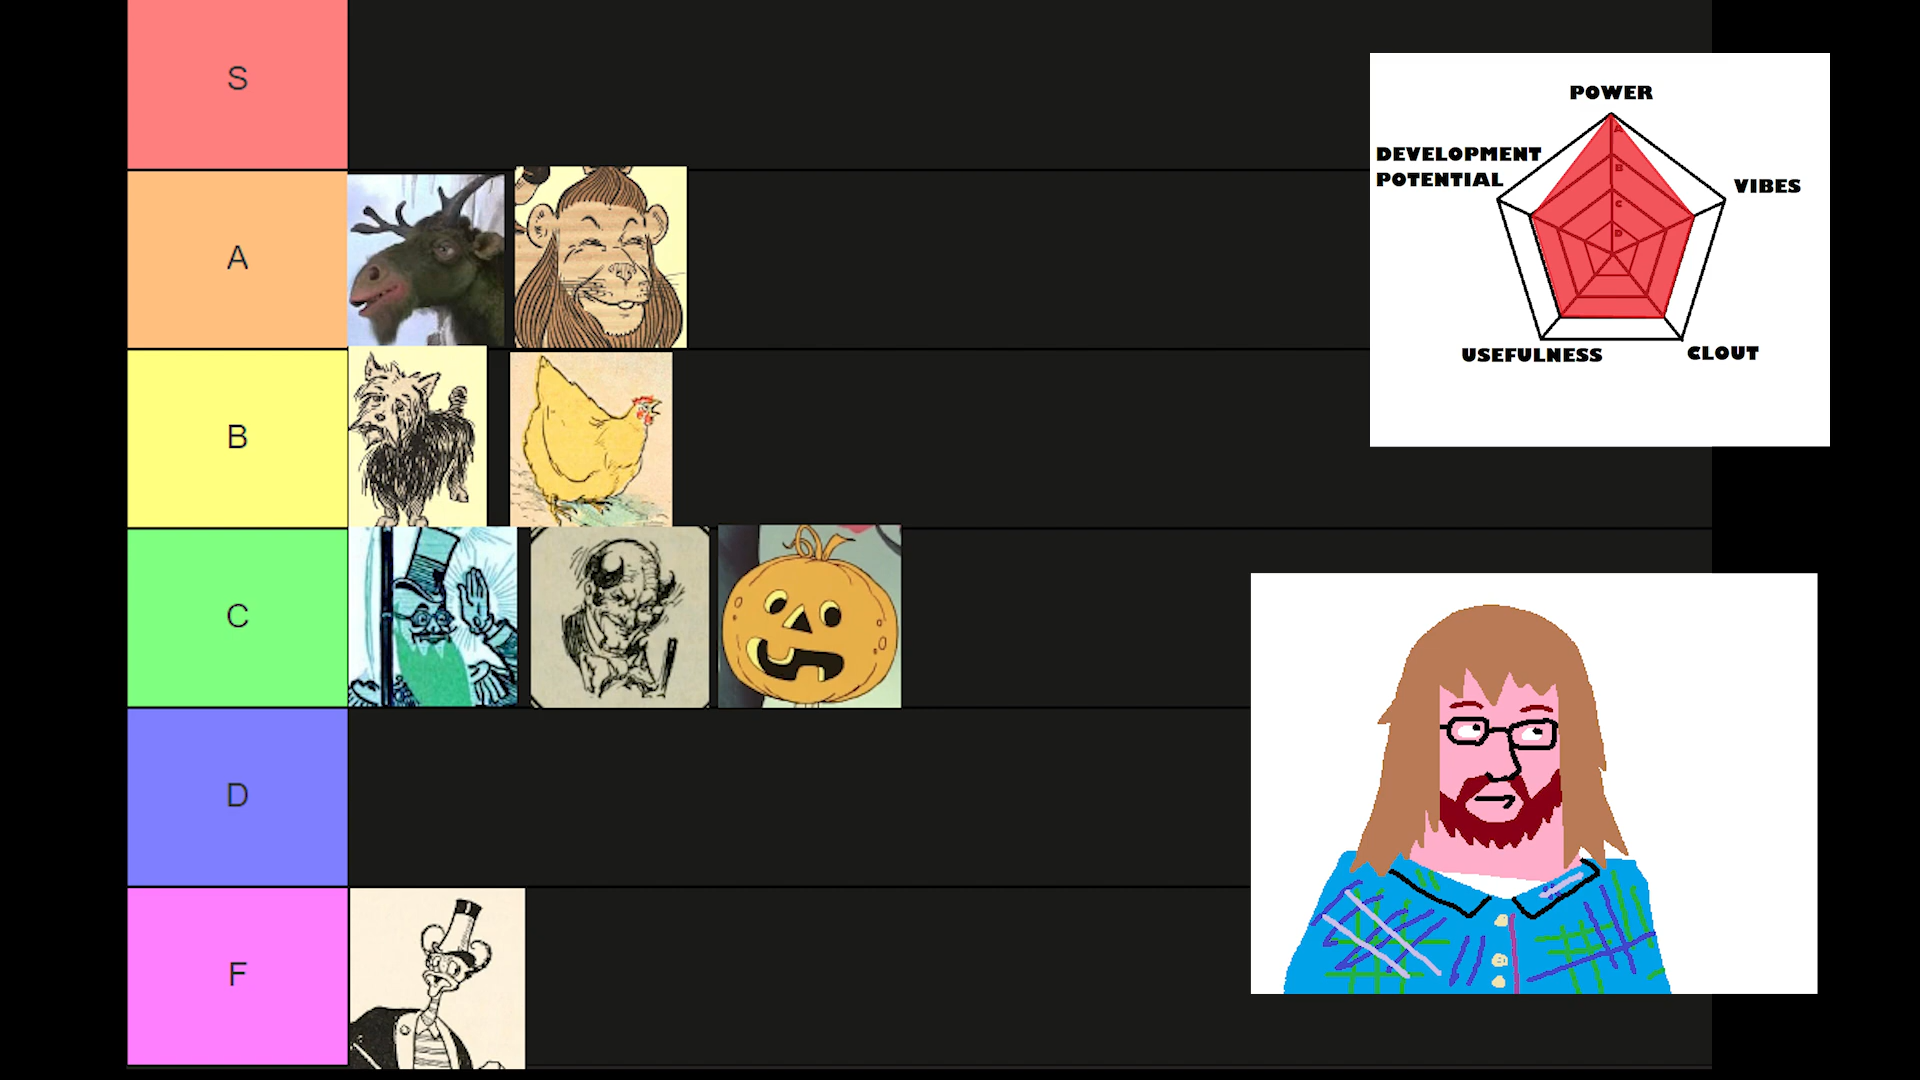 S
A
B
C
D
F
POWER
DEVELOPMENT
POTENTIAL
VIBES
A
B
C
D
USEFULNESS
CLOUT